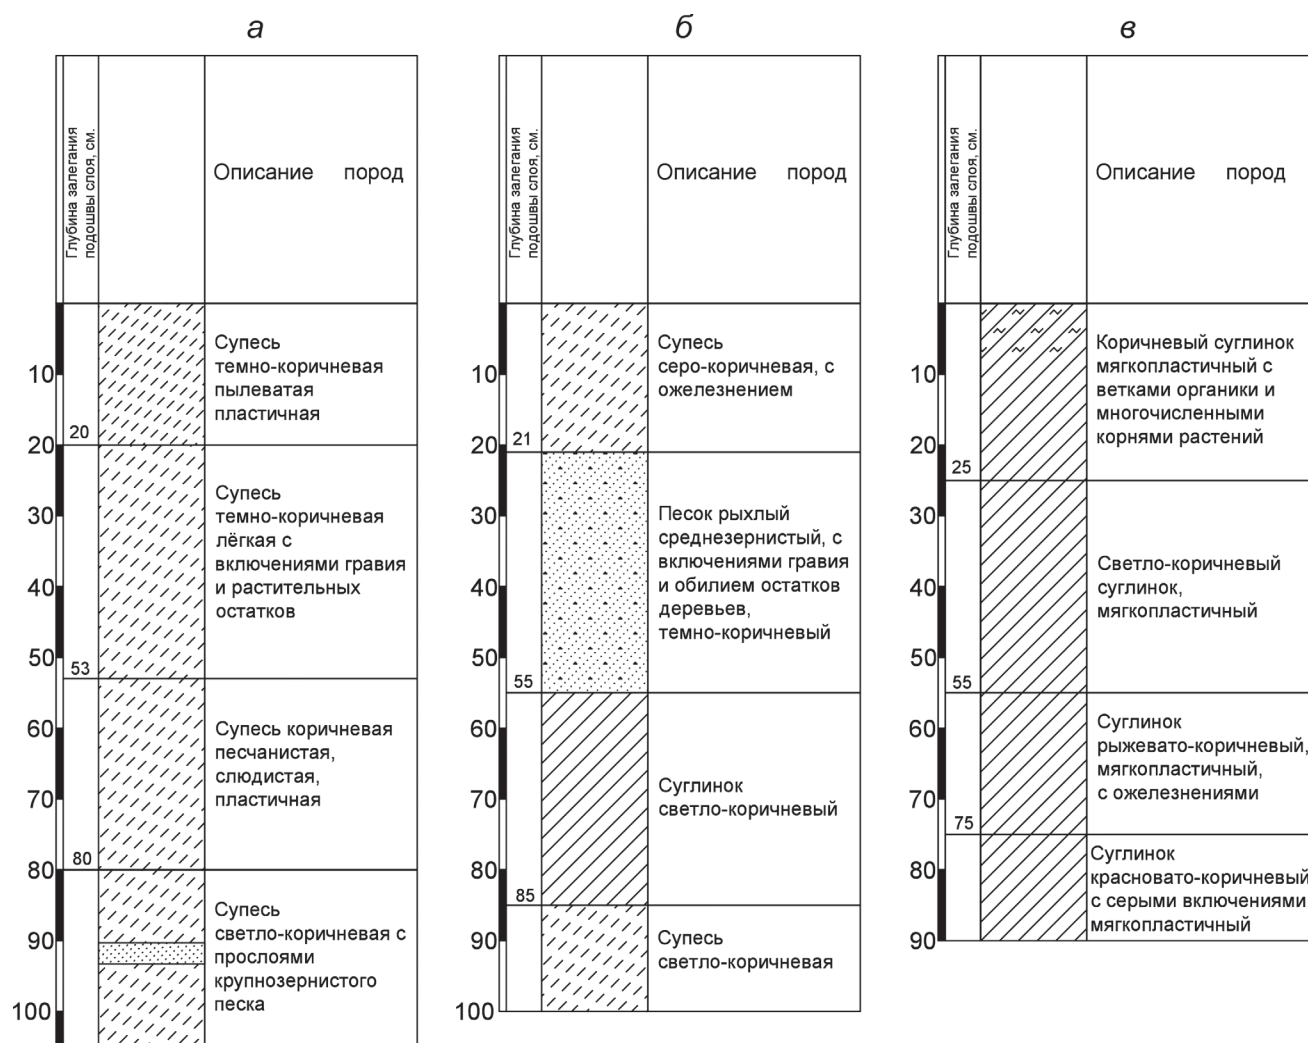 а
Глубина залегания
подошвы слоя, см.
Описание пород
10
20
30
40
50
60
70
80
90
100
20
53
80
Супесь
темно-коричневая
пылеватая
пластичная
Супесь
темно-коричневая
лёгкая с
включениями гравия
и растительных
остатков
Супесь коричневая
песчанистая,
слюдистая,
пластичная
Супесь
светло-коричневая с
прослоями
крупнозернистого
песка
б
Глубина залегания
подошвы слоя, см.
Описание пород
10
20
30
40
50
60
70
80
90
100
21
55
85
Супесь
серо-коричневая, с
ожелезнением
Песок рыхлый
среднезернистый, с
включениями гравия
и обилием остатков
деревьев,
темно-коричневый
Суглинок
светло-коричневый
Супесь
светло-коричневая
в
Глубина залегания
подошвы слоя, см.
Описание пород
10
20
30
40
50
60
70
80
90
25
55
75
Коричневый суглинок
мягкопластичный с
ветками органики и
многочисленными
корнями растений
Светло-коричневый
суглинок,
мягкопластичный
Суглинок
рыжевато-коричневый,
мягкопластичный,
с ожелезнениями
Суглинок
красновато-коричневый
с серыми включениями
мягкопластичный